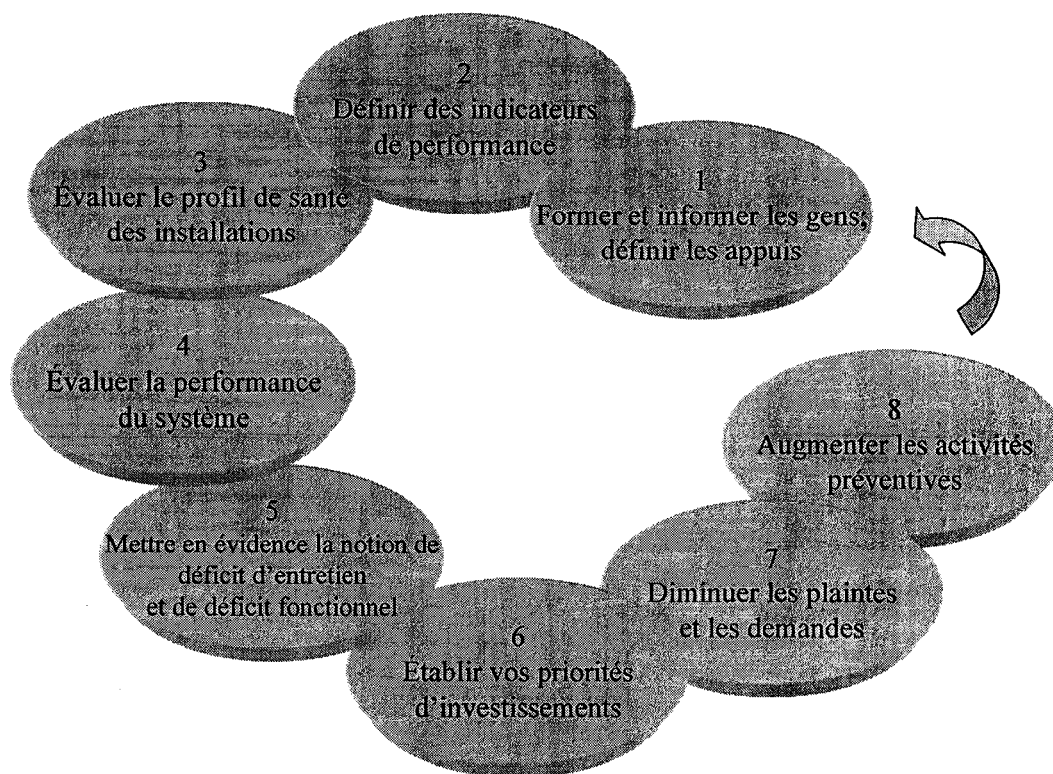 1
Former et informer les gens;
définir les appuis
2
Définir des indicateurs
de performance
3
Évaluer le profil de santé
des installations
4
Évaluer la performance
du système
5
Mettre en évidence la notion de
déficit d'entretien
et de déficit fonctionnel
6
Établir vos priorités
d'investissements
7
Diminuer les plaintes
et les demandes
8
Augmenter les activités
préventives